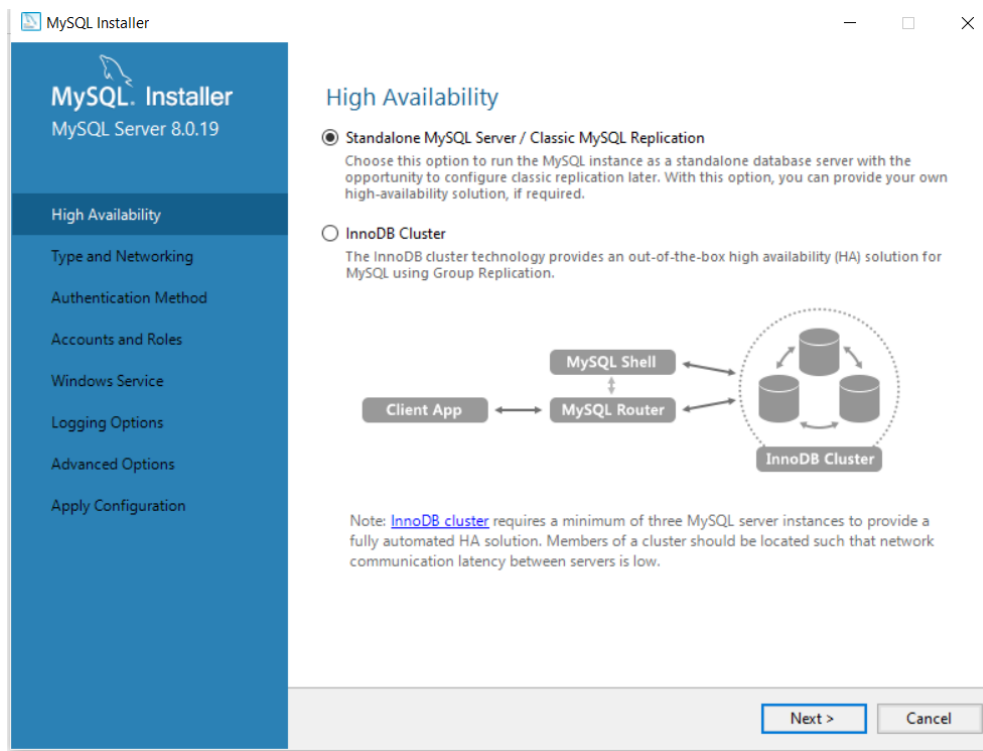 MySQL Installer
MySQL. Installer
MySQL Server 8.0.19
High Availability
Type and Networking
Authentication Method
Accounts and Roles
Windows Service
Logging Options
Advanced Options
Apply Configuration
High Availability
Standalone MySQL Server / Classic MySQL Replication
Choose this option to run the MySQL instance as a standalone database server with the
opportunity to configure classic replication later. With this option, you can provide your own
high-availability solution, if required.
InnoDB Cluster
The InnoDB cluster technology provides an out-of-the-box high availability (HA) solution for
MySQL using Group Replication.
MySQL Shell
Client App
MySQL Router
InnoDB Cluster
Note: InnoDB cluster requires a minimum of three MySQL server instances to provide a
fully automated HA solution. Members of a cluster should be located such that network
communication latency between servers is low.
Next >
Cancel